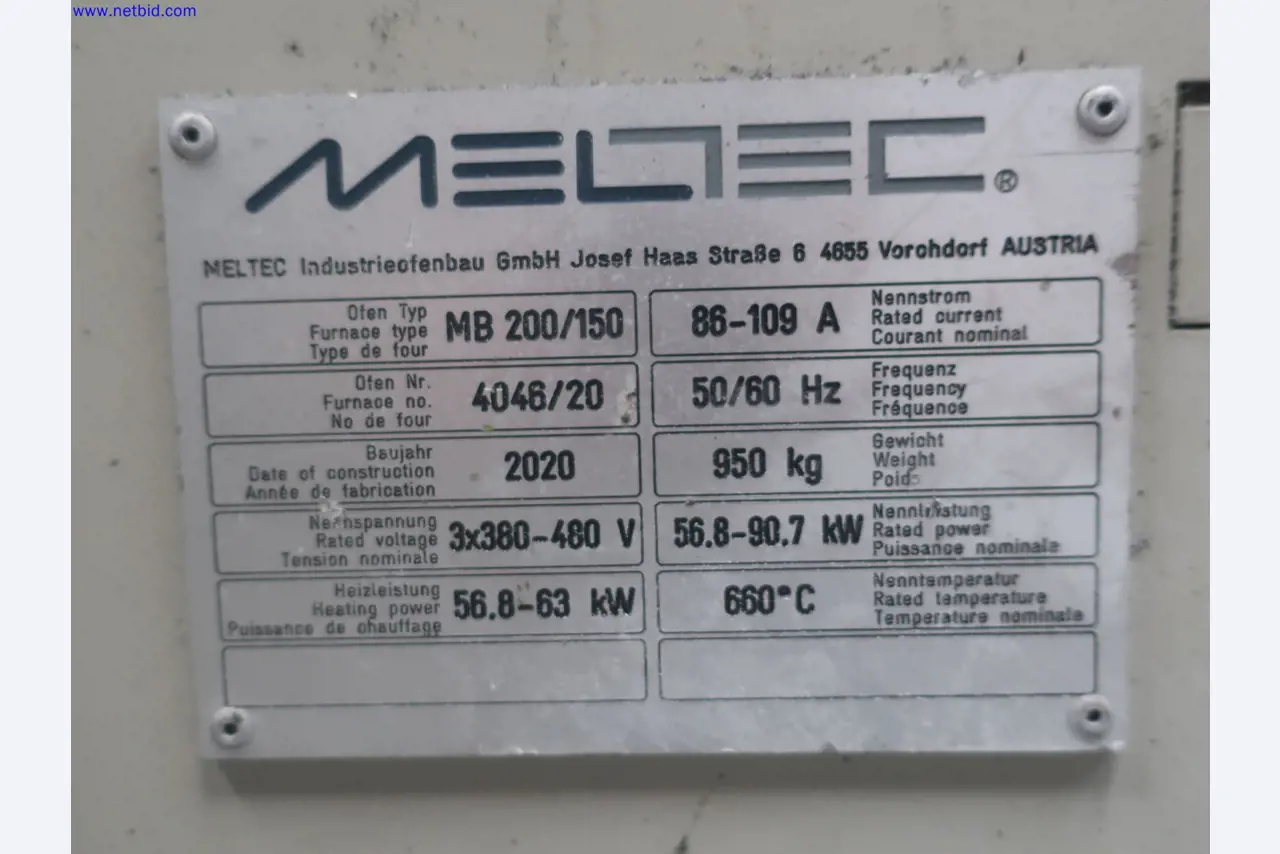 www.netbid.com
MELTEC®
MELTEC Industrieofenbau GmbH Josef Haas Straße 6 4655 Vorchdorf AUSTRIA
Ofen Typ
Furnace type
Type de four
MB 200/150
86-109 A
Nennstrom
Rated current
Courant nominal
Ofen Nr.
Furnace no.
No de four
4046/20
50/60 Hz
Frequenz
Frequency
Fréquence
Baujahr
Date of construction
Année de fabrication
2020
950 kg
Gewicht
Weight
Poids
Nennspannung
Rated voltage
Tension nominale
3x380-480 V
56.8-90.7 kW
Nennleistung
Rated power
Puissance nominale
Heizleistung
Heating power
Puissance de chauffage
56.8-63 kW
660°C
Nenntemperatur
Rated temperature
Temperature nominale